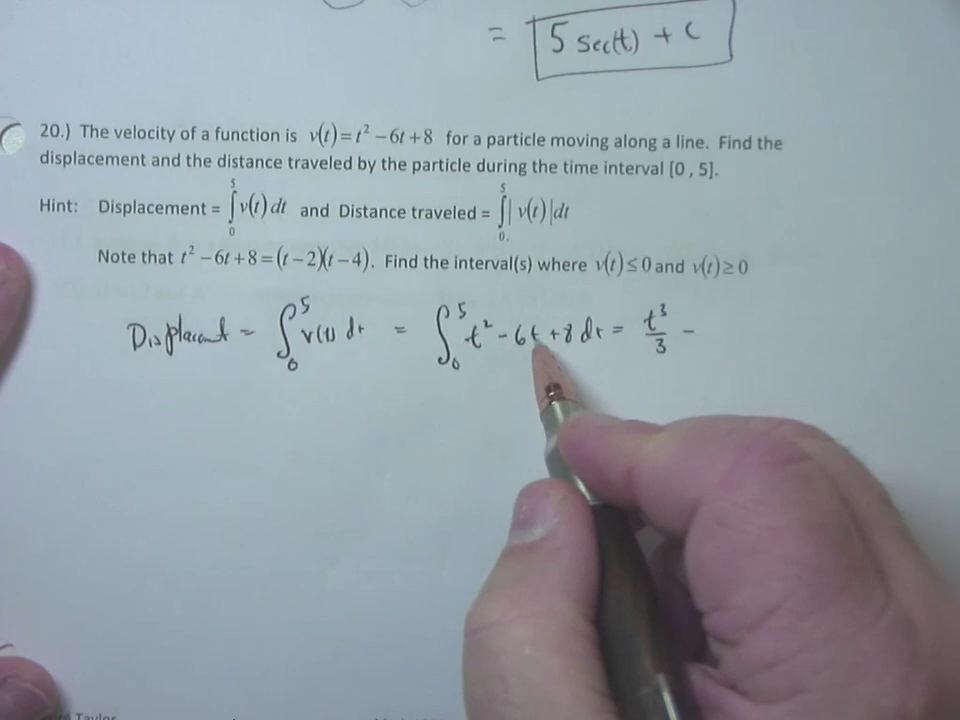 = 5 sec(t) + C
20.) The velocity of a function is v(t) = t² – 6t + 8 for a particle moving along a line. Find the
displacement and the distance traveled by the particle during the time interval [0 , 5].
Hint: Displacement = ∫₀⁵ v(t) dt and Distance traveled = ∫₀⁵ | v(t) | dt
Note that t² – 6t + 8 = (t – 2)(t – 4). Find the interval(s) where v(t) ≤ 0 and v(t) ≥ 0
Displacemt = ∫₀⁵ v(t) dt = ∫₀⁵ t² - 6t + 8 dt = t³/3 -
Taylor